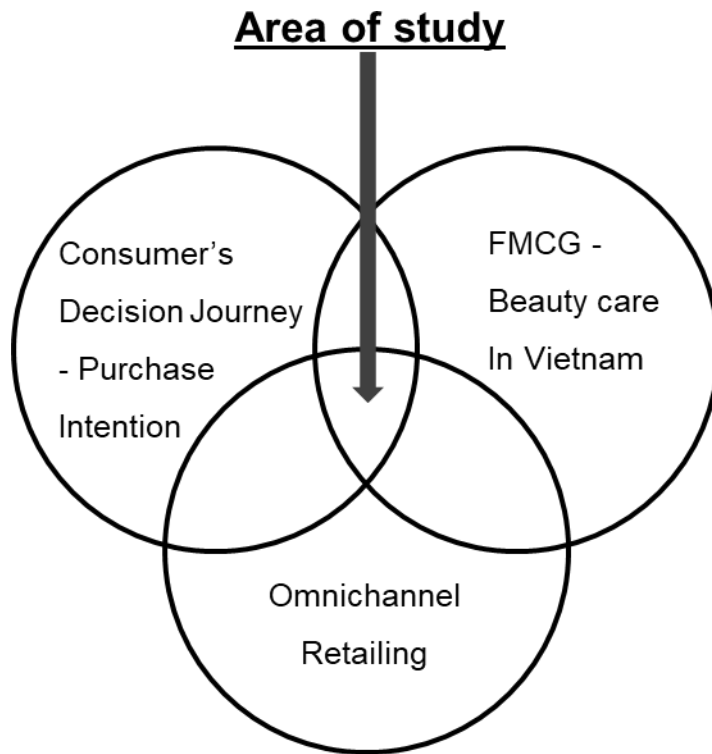 Area of study
Consumer's
Decision Journey
- Purchase
Intention
FMCG -
Beauty care
In Vietnam
Omnichannel
Retailing